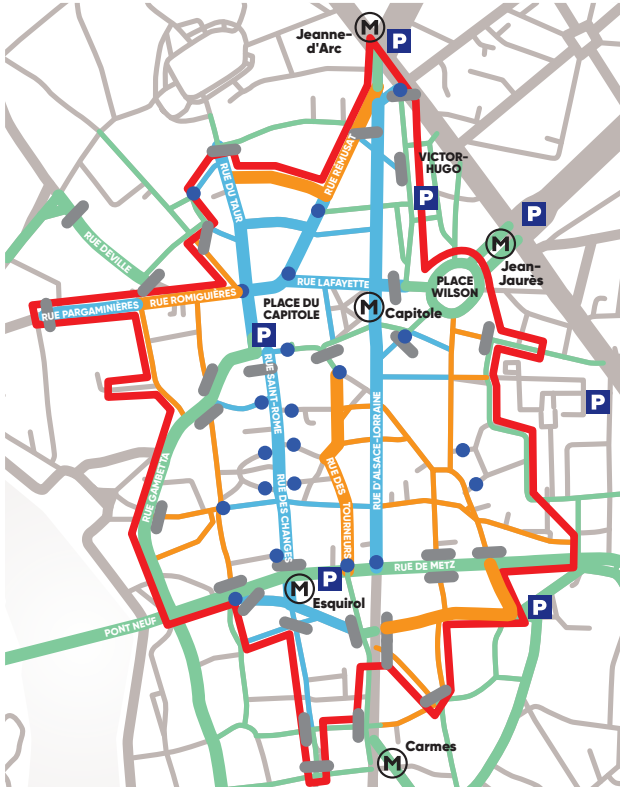 M
Jeanne-
d'Arc
P
RUE RÉMUSAT
VICTOR-
HUGO
P
RUE DU TAUR
P
M
Jean-
Jaurès
RUE DEVILLE
RUE LAFAYETTE
PLACE
WILSON
RUE PARGAMINIÈRES
RUE ROMIGUIÈRES
PLACE DU
CAPITOLE
M
Capitole
P
RUE SAINT-ROME
P
RUE D'ALSACE-LORRAINE
RUE GAMBETTA
RUE DES
TOURNEURS
RUE DES CHANGES
RUE DE METZ
P
M
Esquirol
P
PONT NEUF
M
Carmes